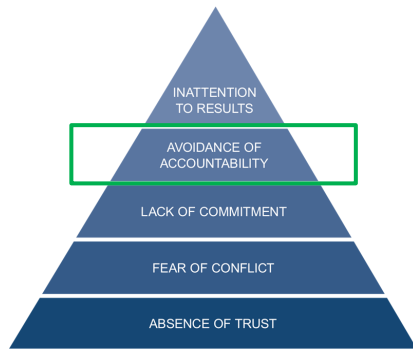 INATTENTION
TO RESULTS
AVOIDANCE OF
ACCOUNTABILITY
LACK OF COMMITMENT
FEAR OF CONFLICT
ABSENCE OF TRUST